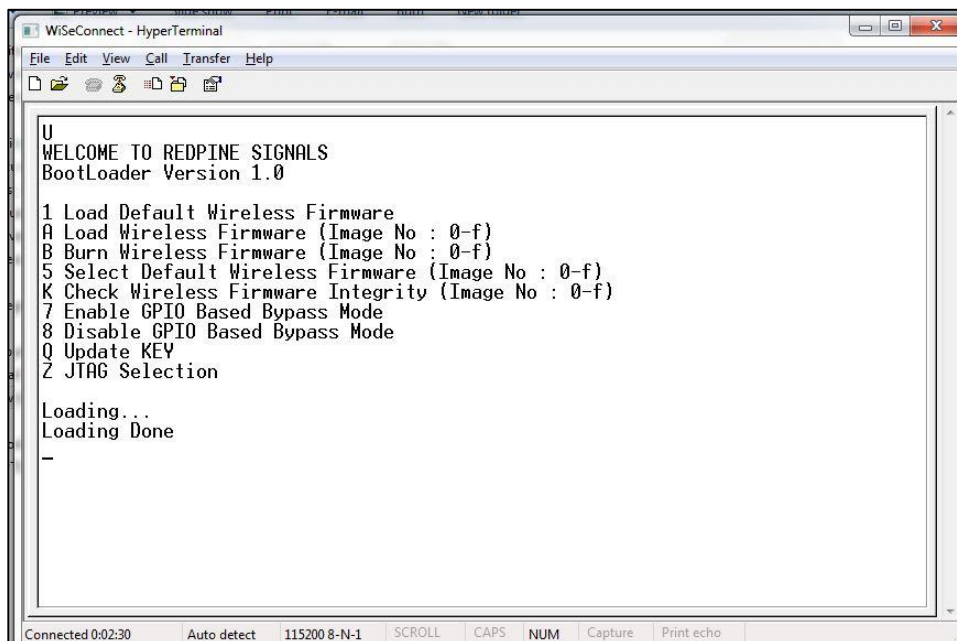 WiSeConnect - HyperTerminal
File Edit View Call Transfer Help
U
WELCOME TO REDPINE SIGNALS
BootLoader Version 1.0
1 Load Default Wireless Firmware
A Load Wireless Firmware (Image No : 0-f)
B Burn Wireless Firmware (Image No : 0-f)
5 Select Default Wireless Firmware (Image No : 0-f)
K Check Wireless Firmware Integrity (Image No : 0-f)
7 Enable GPIO Based Bypass Mode
8 Disable GPIO Based Bypass Mode
Q Update KEY
Z JTAG Selection
Loading...
Loading Done
_
Connected 0:02:30 Auto detect 115200 8-N-1 SCROLL CAPS NUM Capture Print echo